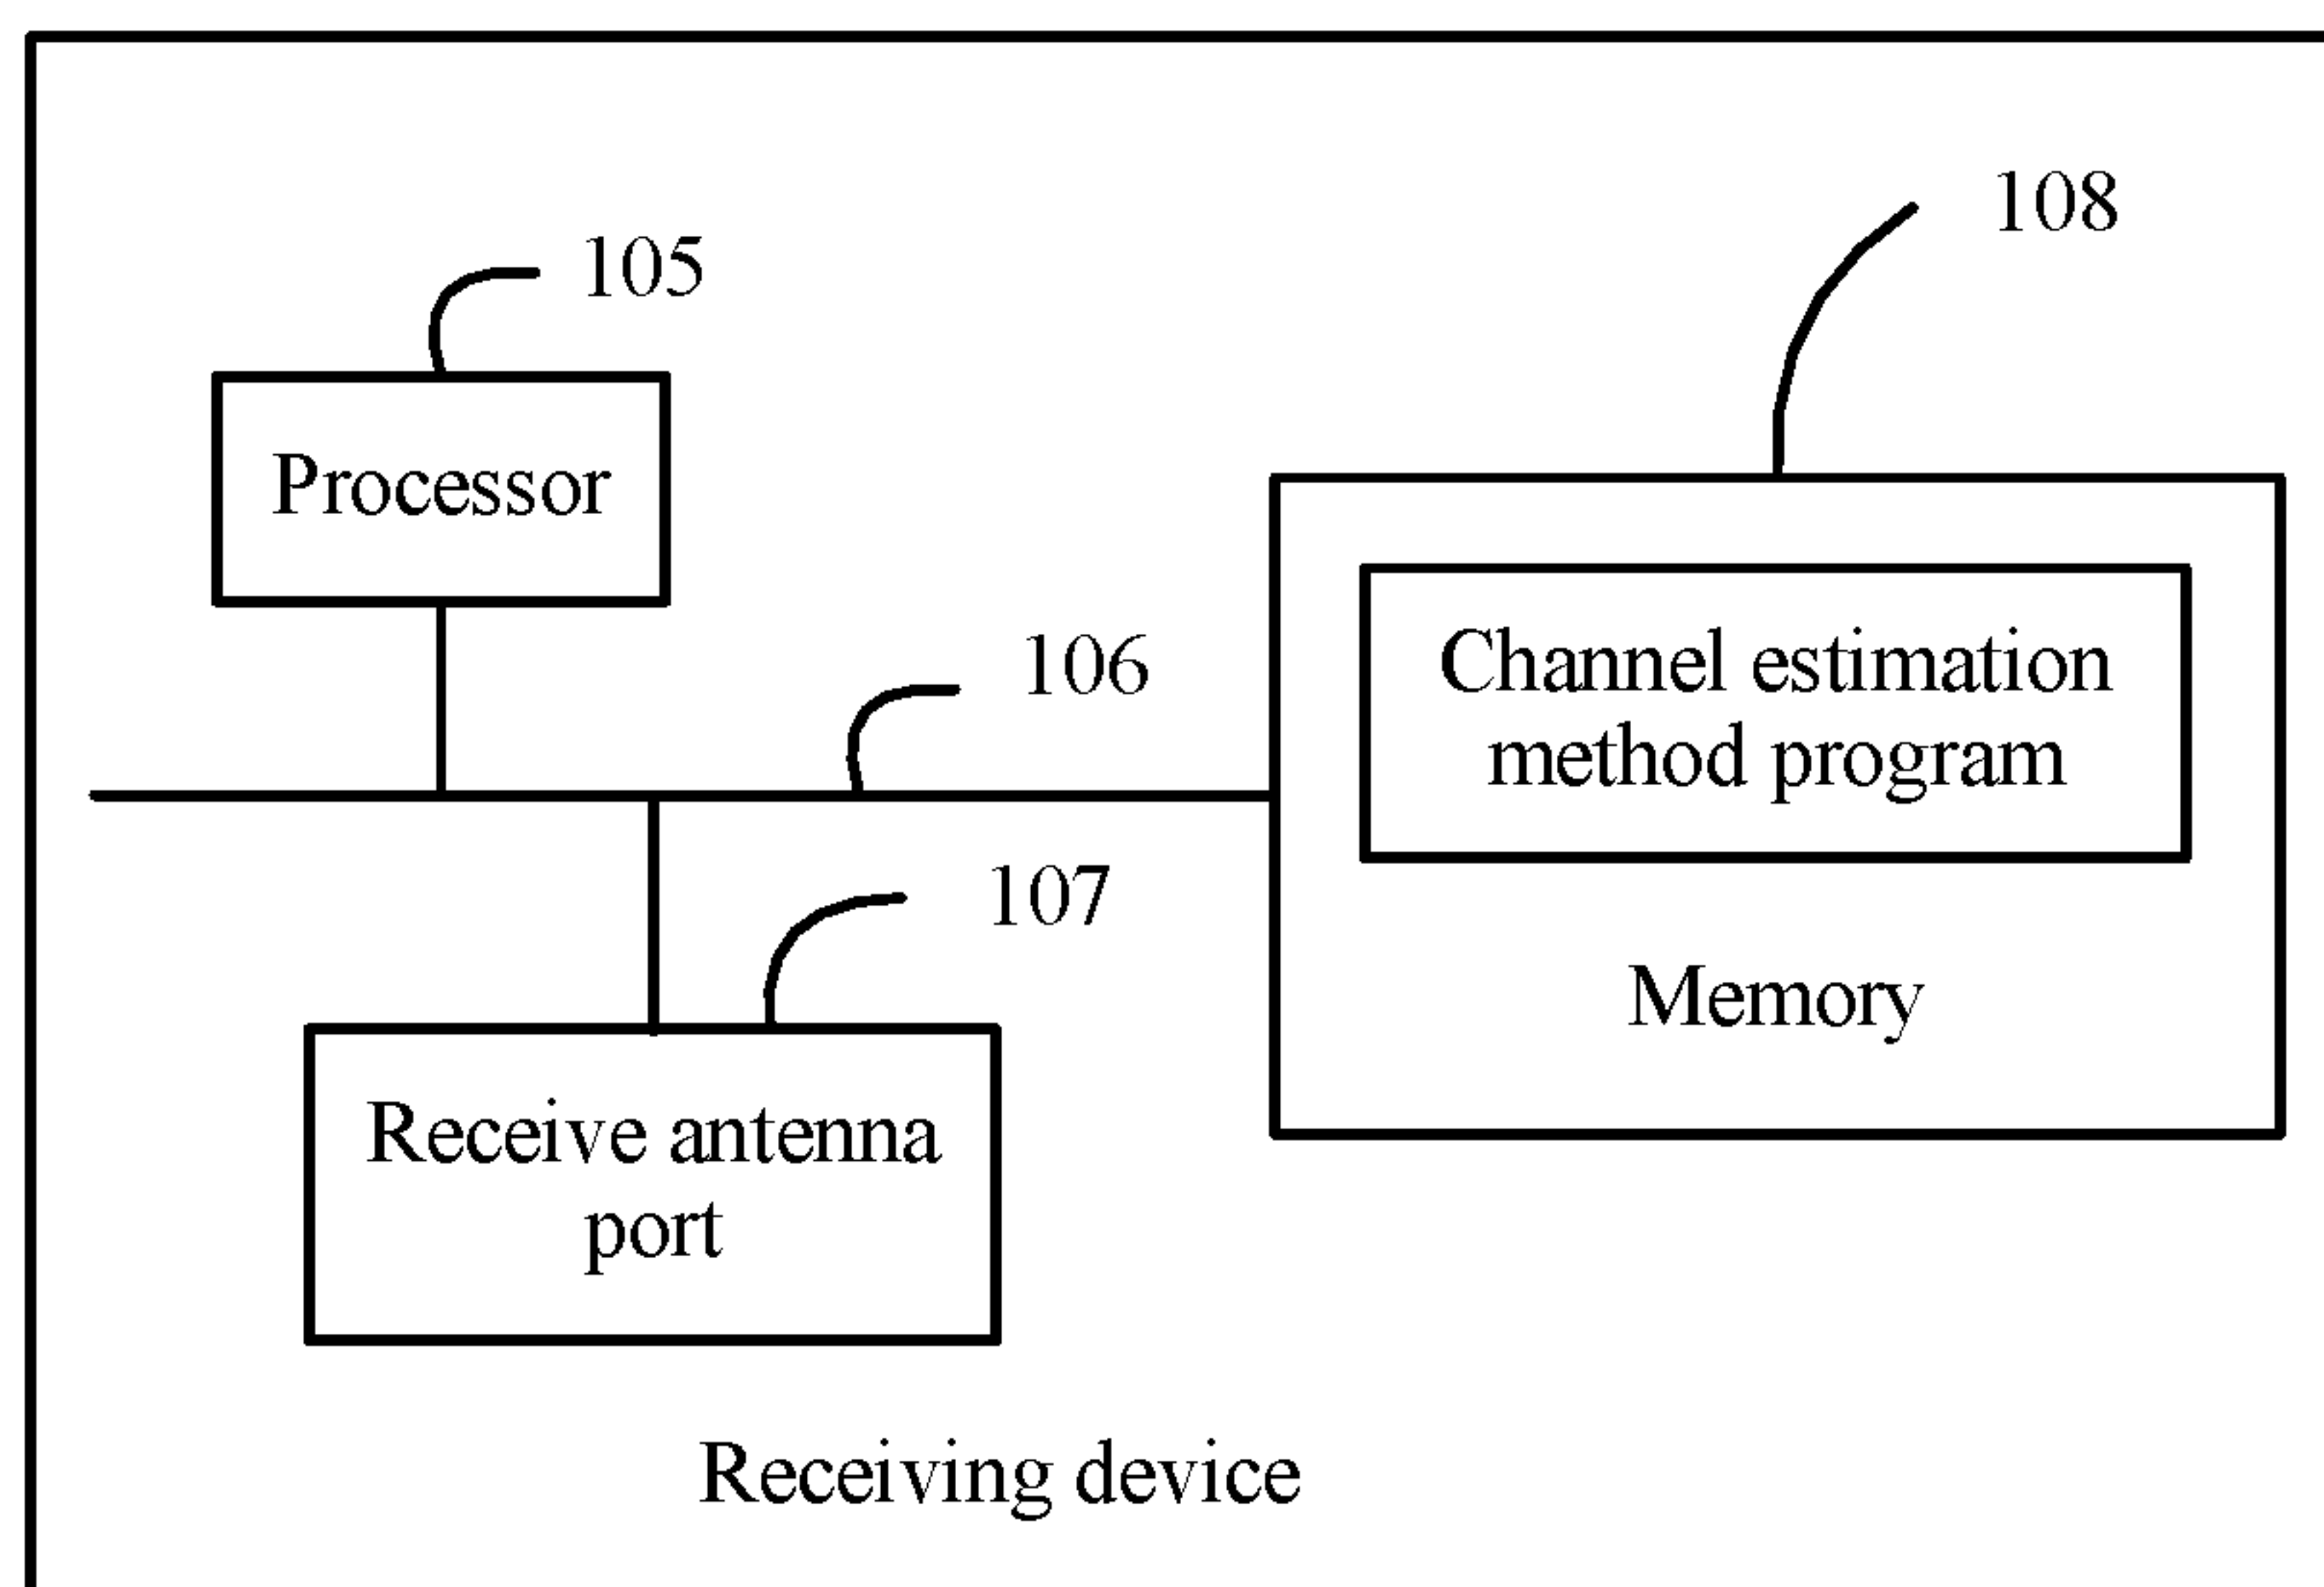 108
105
Processor
106
Channel estimation
method program
107
Memory
Receive antenna
port
Receiving device